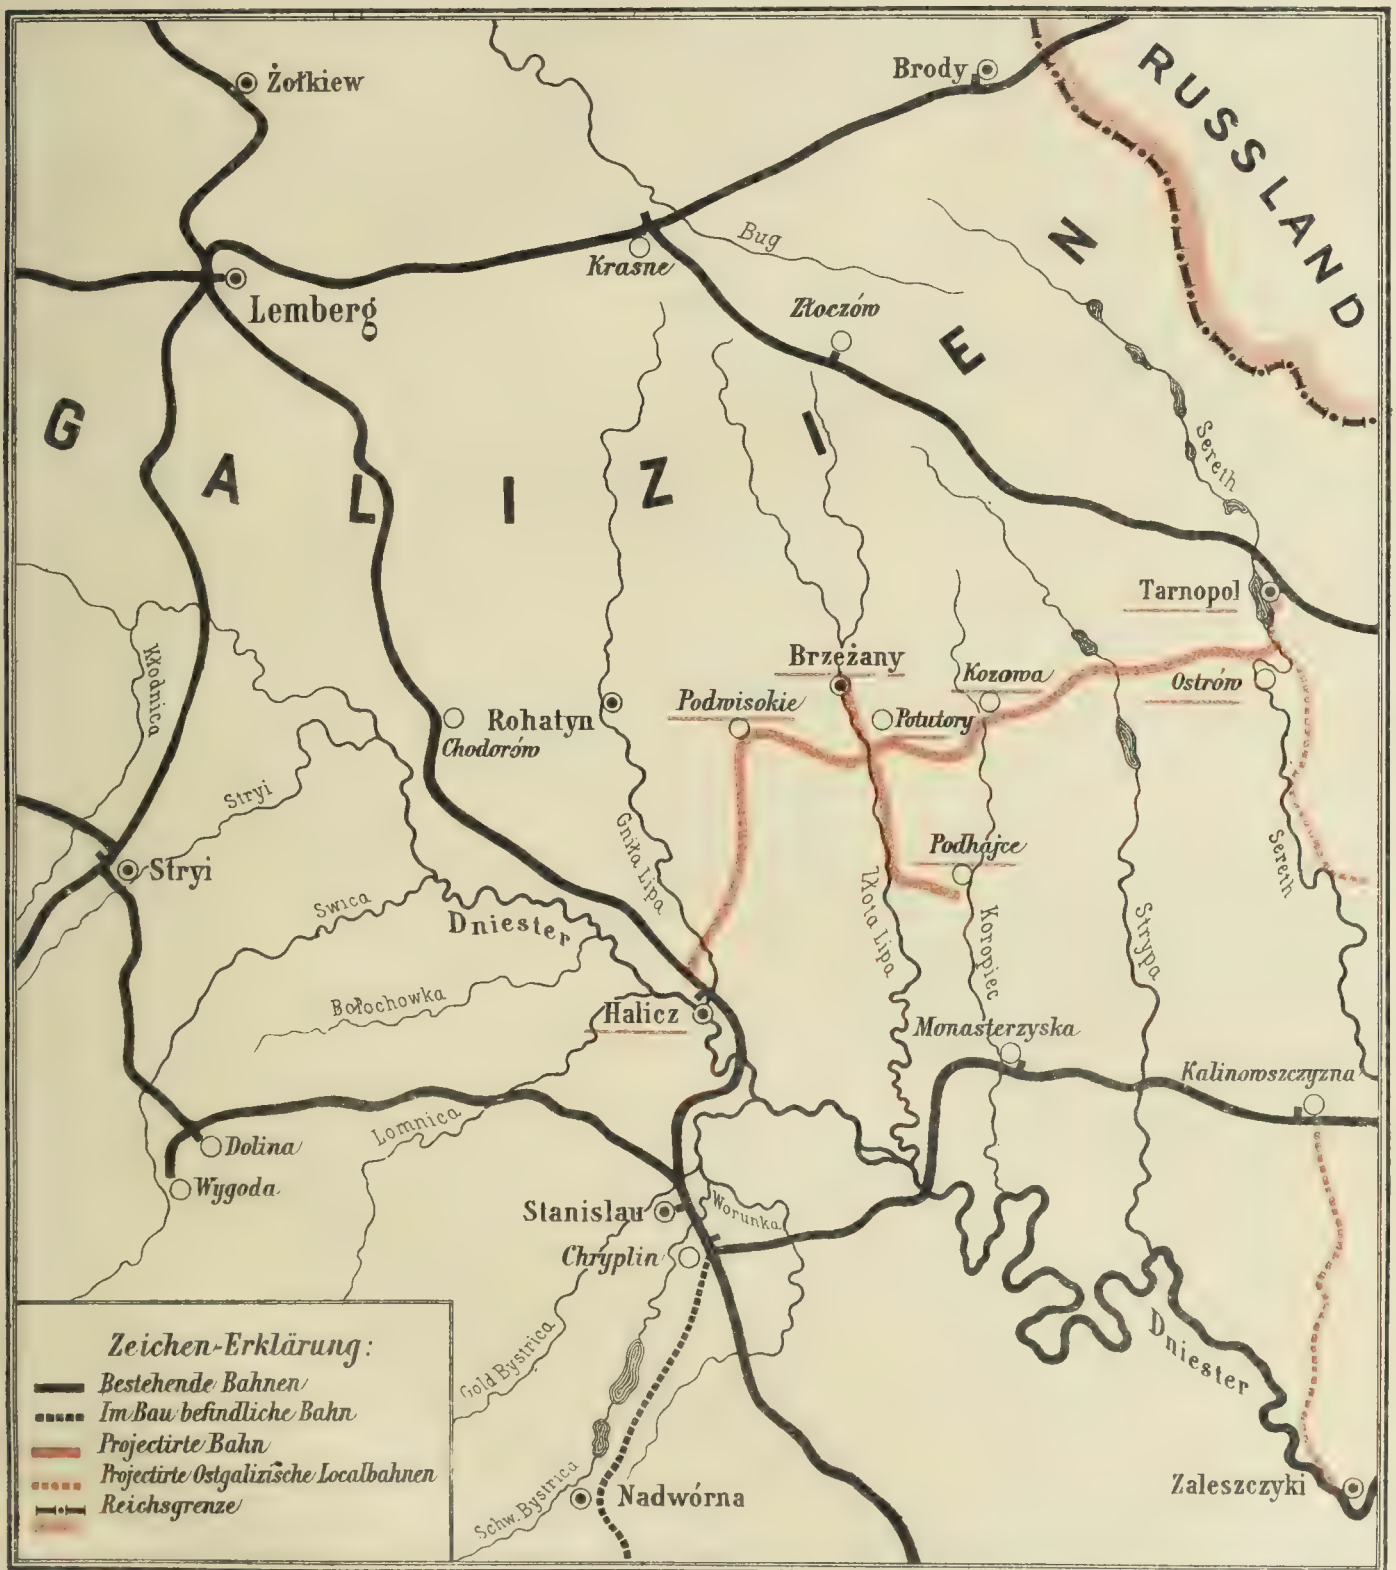 Żołkiew
Brody
RUSSLAND
Krasne
Bug
Lemberg
Złoczów
GALIZIEN
Sereth
Tarnopol
Kłodnica
Brzeżany
Kozowa
Ostrów
Podwisokie
Potutory
Rohatyn
Chodorów
Stryi
Gniła Lipa
Podhajce
Sereth
Stryi
Złota Lipa
Swica
Dniester
Koropiec
Strypa
Bołochowka
Halicz
Monasterzyska
Kalinowszczyzna
Lomnica
Dolina
Wygoda
Stanislau
Worunka
Chryplin
Dniester
Gold Bystrica
Schw. Bystrica
Nadwórna
Zaleszczyki
Zeichen-Erklärung:
Bestehende Bahnen
Im Bau befindliche Bahn
Projectirte Bahn
Projectirte Ostgalizische Localbahnen
Reichsgrenze